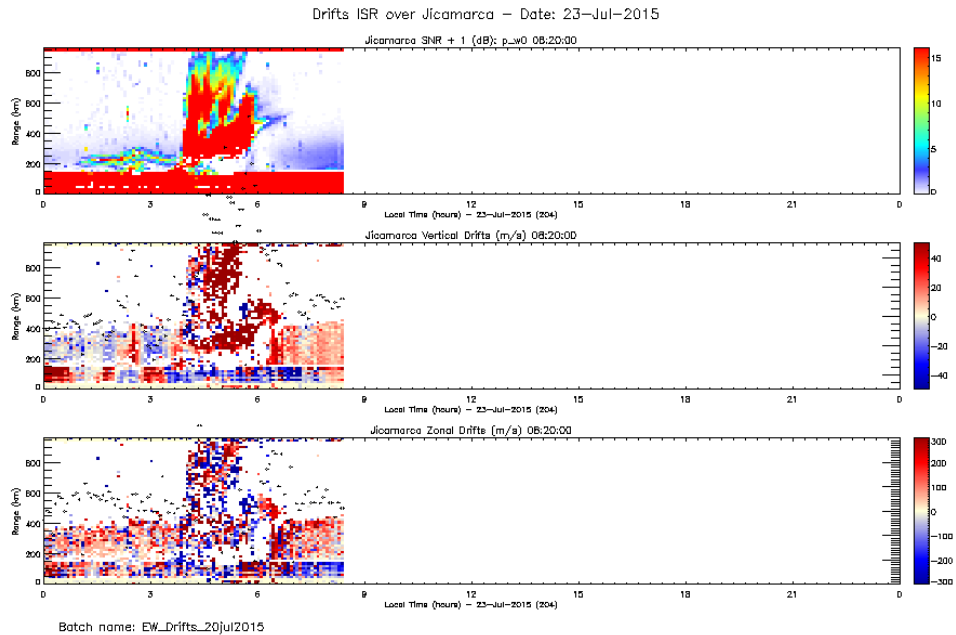 Drifts ISR over Jicamarca - Date: 23-Jul-2015
Jicamarca SNR + 1 (dB): p_w0 08:20:00
Range (km)
800
600
400
200
0
0 3 6 9 12 15 18 21 0
Local Time (hours) - 23-Jul-2015 (204)
15
10
5
0
Jicamarca Vertical Drifts (m/s) 08:20:00
Range (km)
800
600
400
200
0
0 3 6 9 12 15 18 21 0
Local Time (hours) - 23-Jul-2015 (204)
40
20
0
-20
-40
Jicamarca Zonal Drifts (m/s) 08:20:00
Range (km)
800
600
400
200
0
0 3 6 9 12 15 18 21 0
Local Time (hours) - 23-Jul-2015 (204)
300
200
100
0
-100
-200
-300
Batch name: EW_Drifts_20jul2015